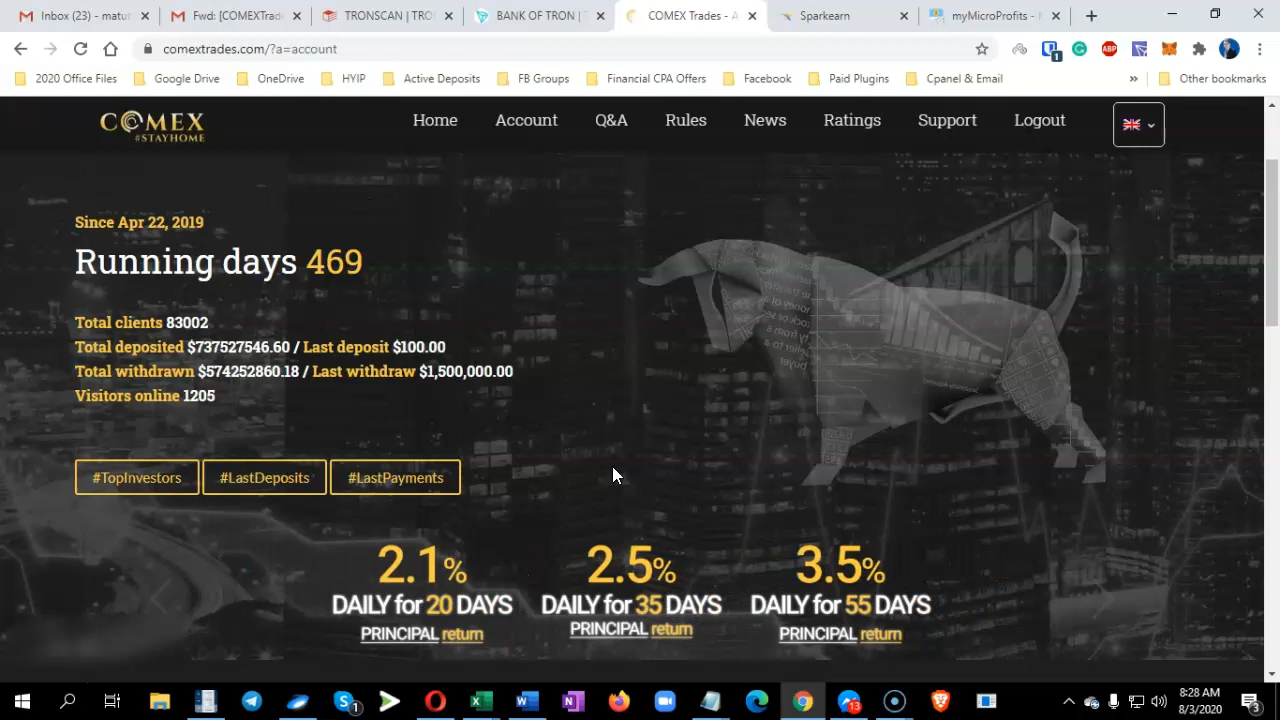 Inbox (23) - matut
Fwd: [COMEXTrade
TRONSCAN | TRO
BANK OF TRON |
COMEX Trades - A
Sparkearn
myMicroProfits -
comextrades.com/?a=account
2020 Office Files
Google Drive
OneDrive
HYIP
Active Deposits
FB Groups
Financial CPA Offers
Facebook
Paid Plugins
Cpanel & Email
Other bookmarks
COMEX
#STAYHOME
Home Account Q&A Rules News Ratings Support Logout
Since Apr 22, 2019
Running days 469
Total clients 83002
Total deposited $737527546.60 / Last deposit $100.00
Total withdrawn $574252860.18 / Last withdraw $1,500,000.00
Visitors online 1205
#TopInvestors #LastDeposits #LastPayments
2.1% 2.5% 3.5%
DAILY for 20 DAYS DAILY for 35 DAYS DAILY for 55 DAYS
PRINCIPAL return PRINCIPAL return PRINCIPAL return
8:28 AM
8/3/2020